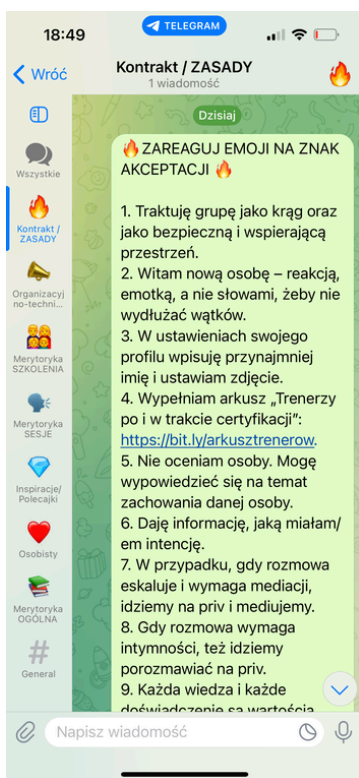 18:49
TELEGRAM
Wróć
Kontrakt / ZASADY
1 wiadomość
Wszystkie
Kontrakt /
ZASADY
Organizacyj
no-techni...
Merytoryka
SZKOLENIA
Merytoryka
SESJE
Inspiracje/
Polecajki
Osobisty
Merytoryka
OGÓLNA
General
Dzisiaj
🔥 ZAREAGUJ EMOJI NA ZNAK
AKCEPTACJI 🔥
1. Traktuję grupę jako krąg oraz
jako bezpieczną i wspierającą
przestrzeń.
2. Witam nową osobę – reakcją,
emotką, a nie słowami, żeby nie
wydłużać wątków.
3. W ustawieniach swojego
profilu wpisuję przynajmniej
imię i ustawiam zdjęcie.
4. Wypełniam arkusz „Trenerzy
po i w trakcie certyfikacji”:
https://bit.ly/arkusztrenerow.
5. Nie oceniam osoby. Mogę
wypowiedzieć się na temat
zachowania danej osoby.
6. Daję informację, jaką miałam/
em intencję.
7. W przypadku, gdy rozmowa
eskaluje i wymaga mediacji,
idziemy na priv i mediujemy.
8. Gdy rozmowa wymaga
intymności, też idziemy
porozmawiać na priv.
9. Każda wiedza i każde
doświadczenie są wartością
Napisz wiadomość